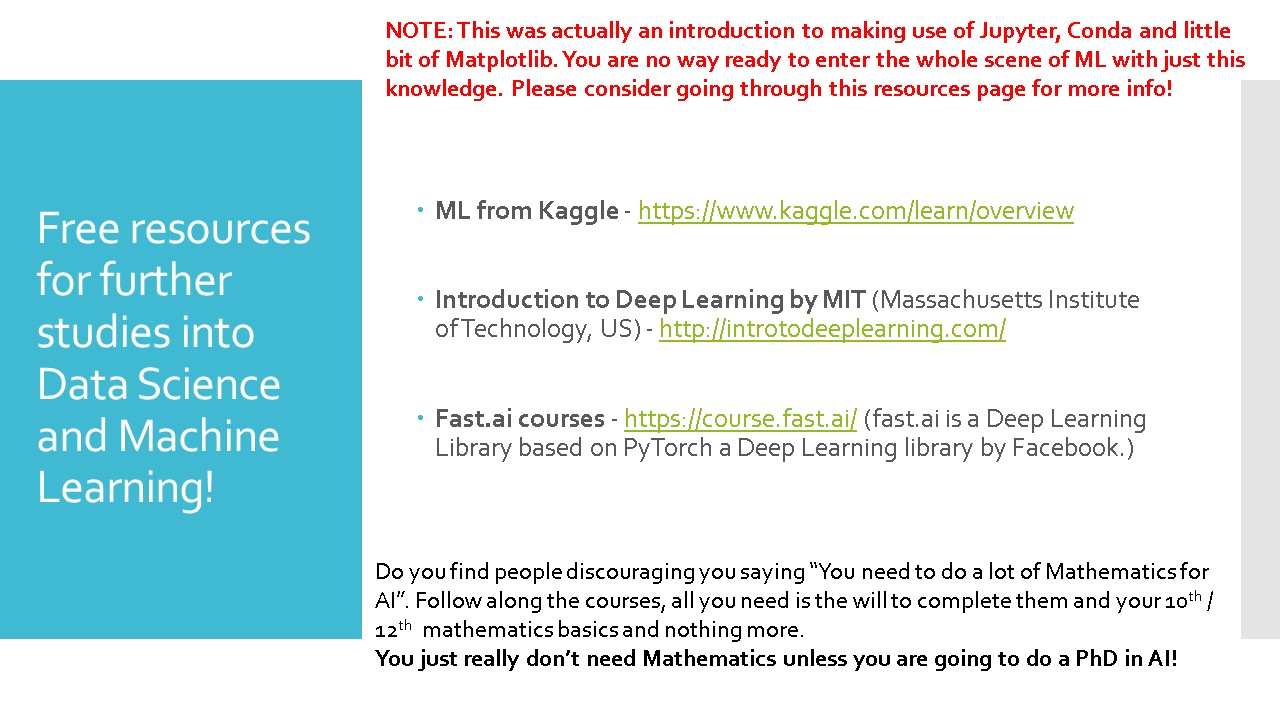 NOTE: This was actually an introduction to making use of Jupyter, Conda and little
bit of Matplotlib. You are no way ready to enter the whole scene of ML with just this
knowledge. Please consider going through this resources page for more info!
Free resources
for further
studies into
Data Science
and Machine
Learning!
• ML from Kaggle - https://www.kaggle.com/learn/overview
• Introduction to Deep Learning by MIT (Massachusetts Institute
of Technology, US) - http://introtodeeplearning.com/
• Fast.ai courses - https://course.fast.ai/ (fast.ai is a Deep Learning
Library based on PyTorch a Deep Learning library by Facebook.)
Do you find people discouraging you saying “You need to do a lot of Mathematics for
AI”. Follow along the courses, all you need is the will to complete them and your 10th /
12th mathematics basics and nothing more.
You just really don’t need Mathematics unless you are going to do a PhD in AI!